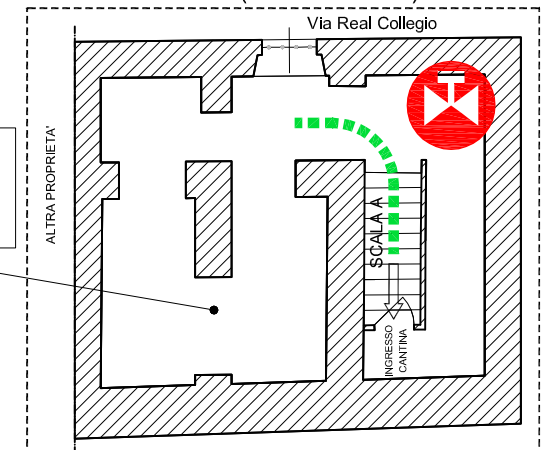 Via Real Collegio
ALTRA PROPRIETA'
SCALA A
INGRESSO
CANTINA